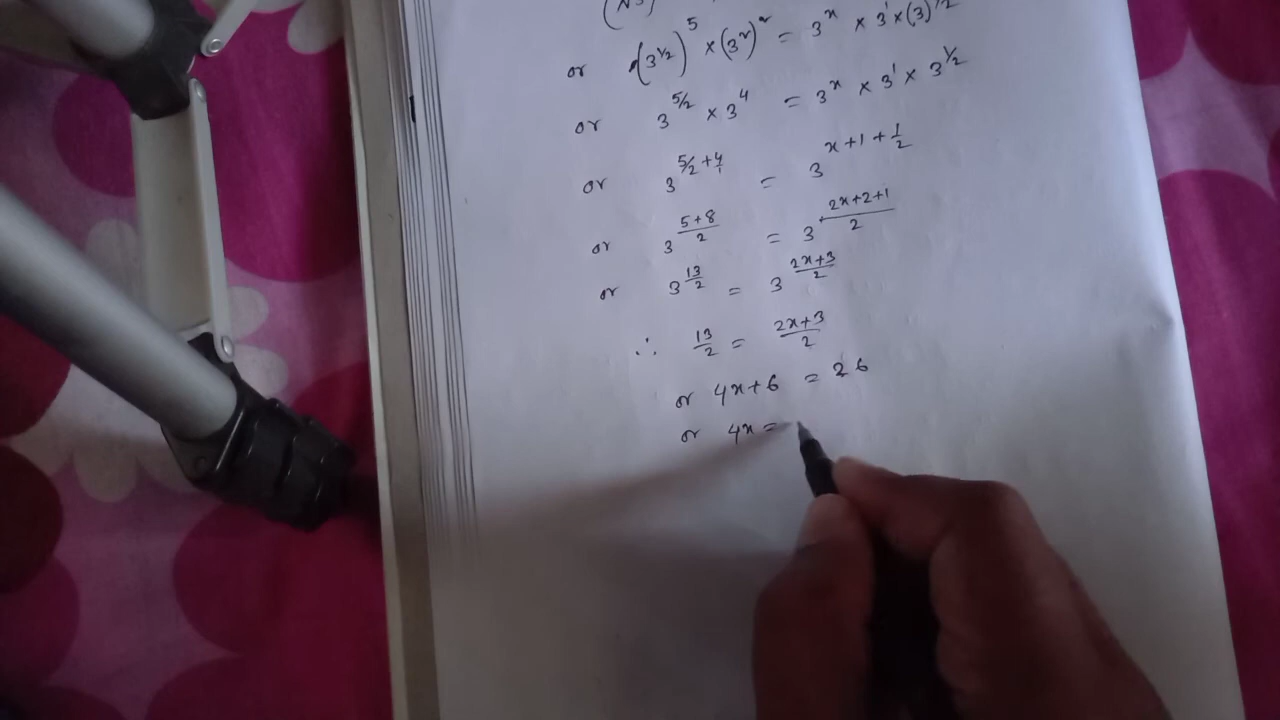 (√3)
or (3^½)^5 × (3^2)^2 = 3^x × 3^1 × (3)^1/2
or 3^5/2 × 3^4 = 3^x × 3^1 × 3^½
or 3^(5/2 + 4/1) = 3^(x+1+1/2)
or 3^((5+8)/2) = 3^((2x+2+1)/2)
or 3^(13/2) = 3^((2x+3)/2)
∴ 13/2 = (2x+3)/2
or 4x+6 = 26
or 4x =